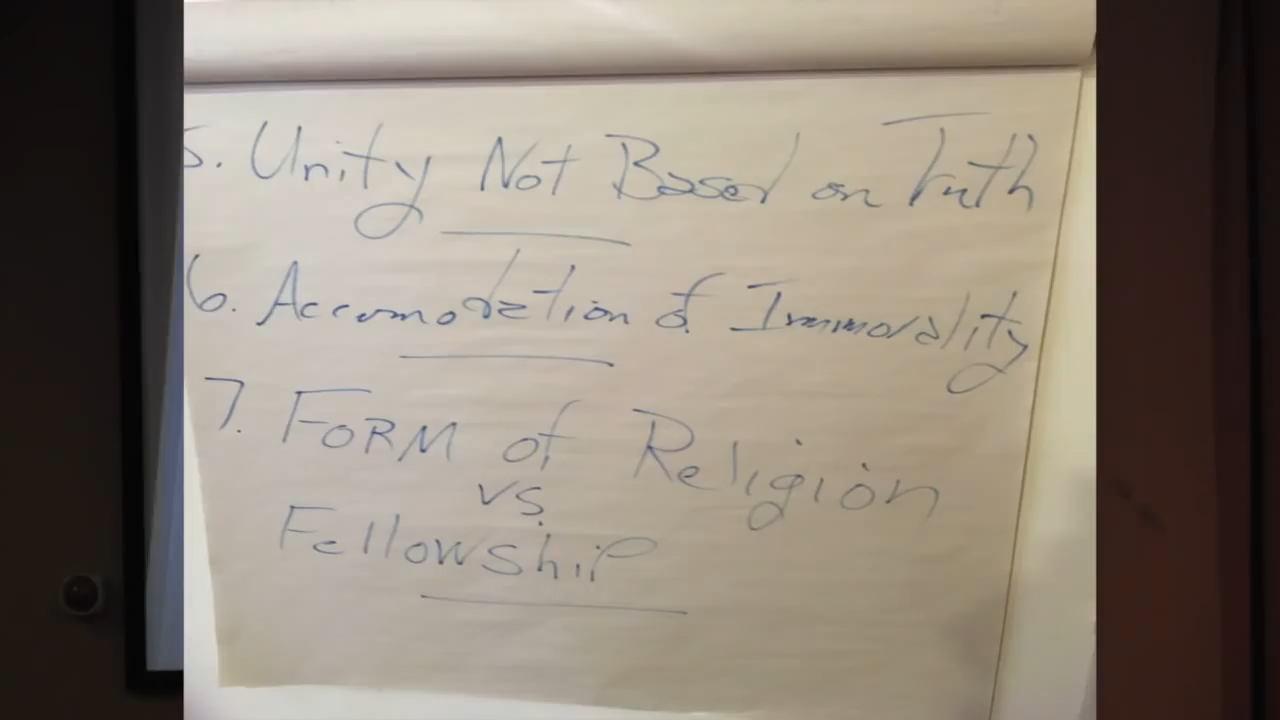 5. Unity Not Based on Truth
6. Accomodation of Immorality
7. FORM of Religion
vs.
Fellowship